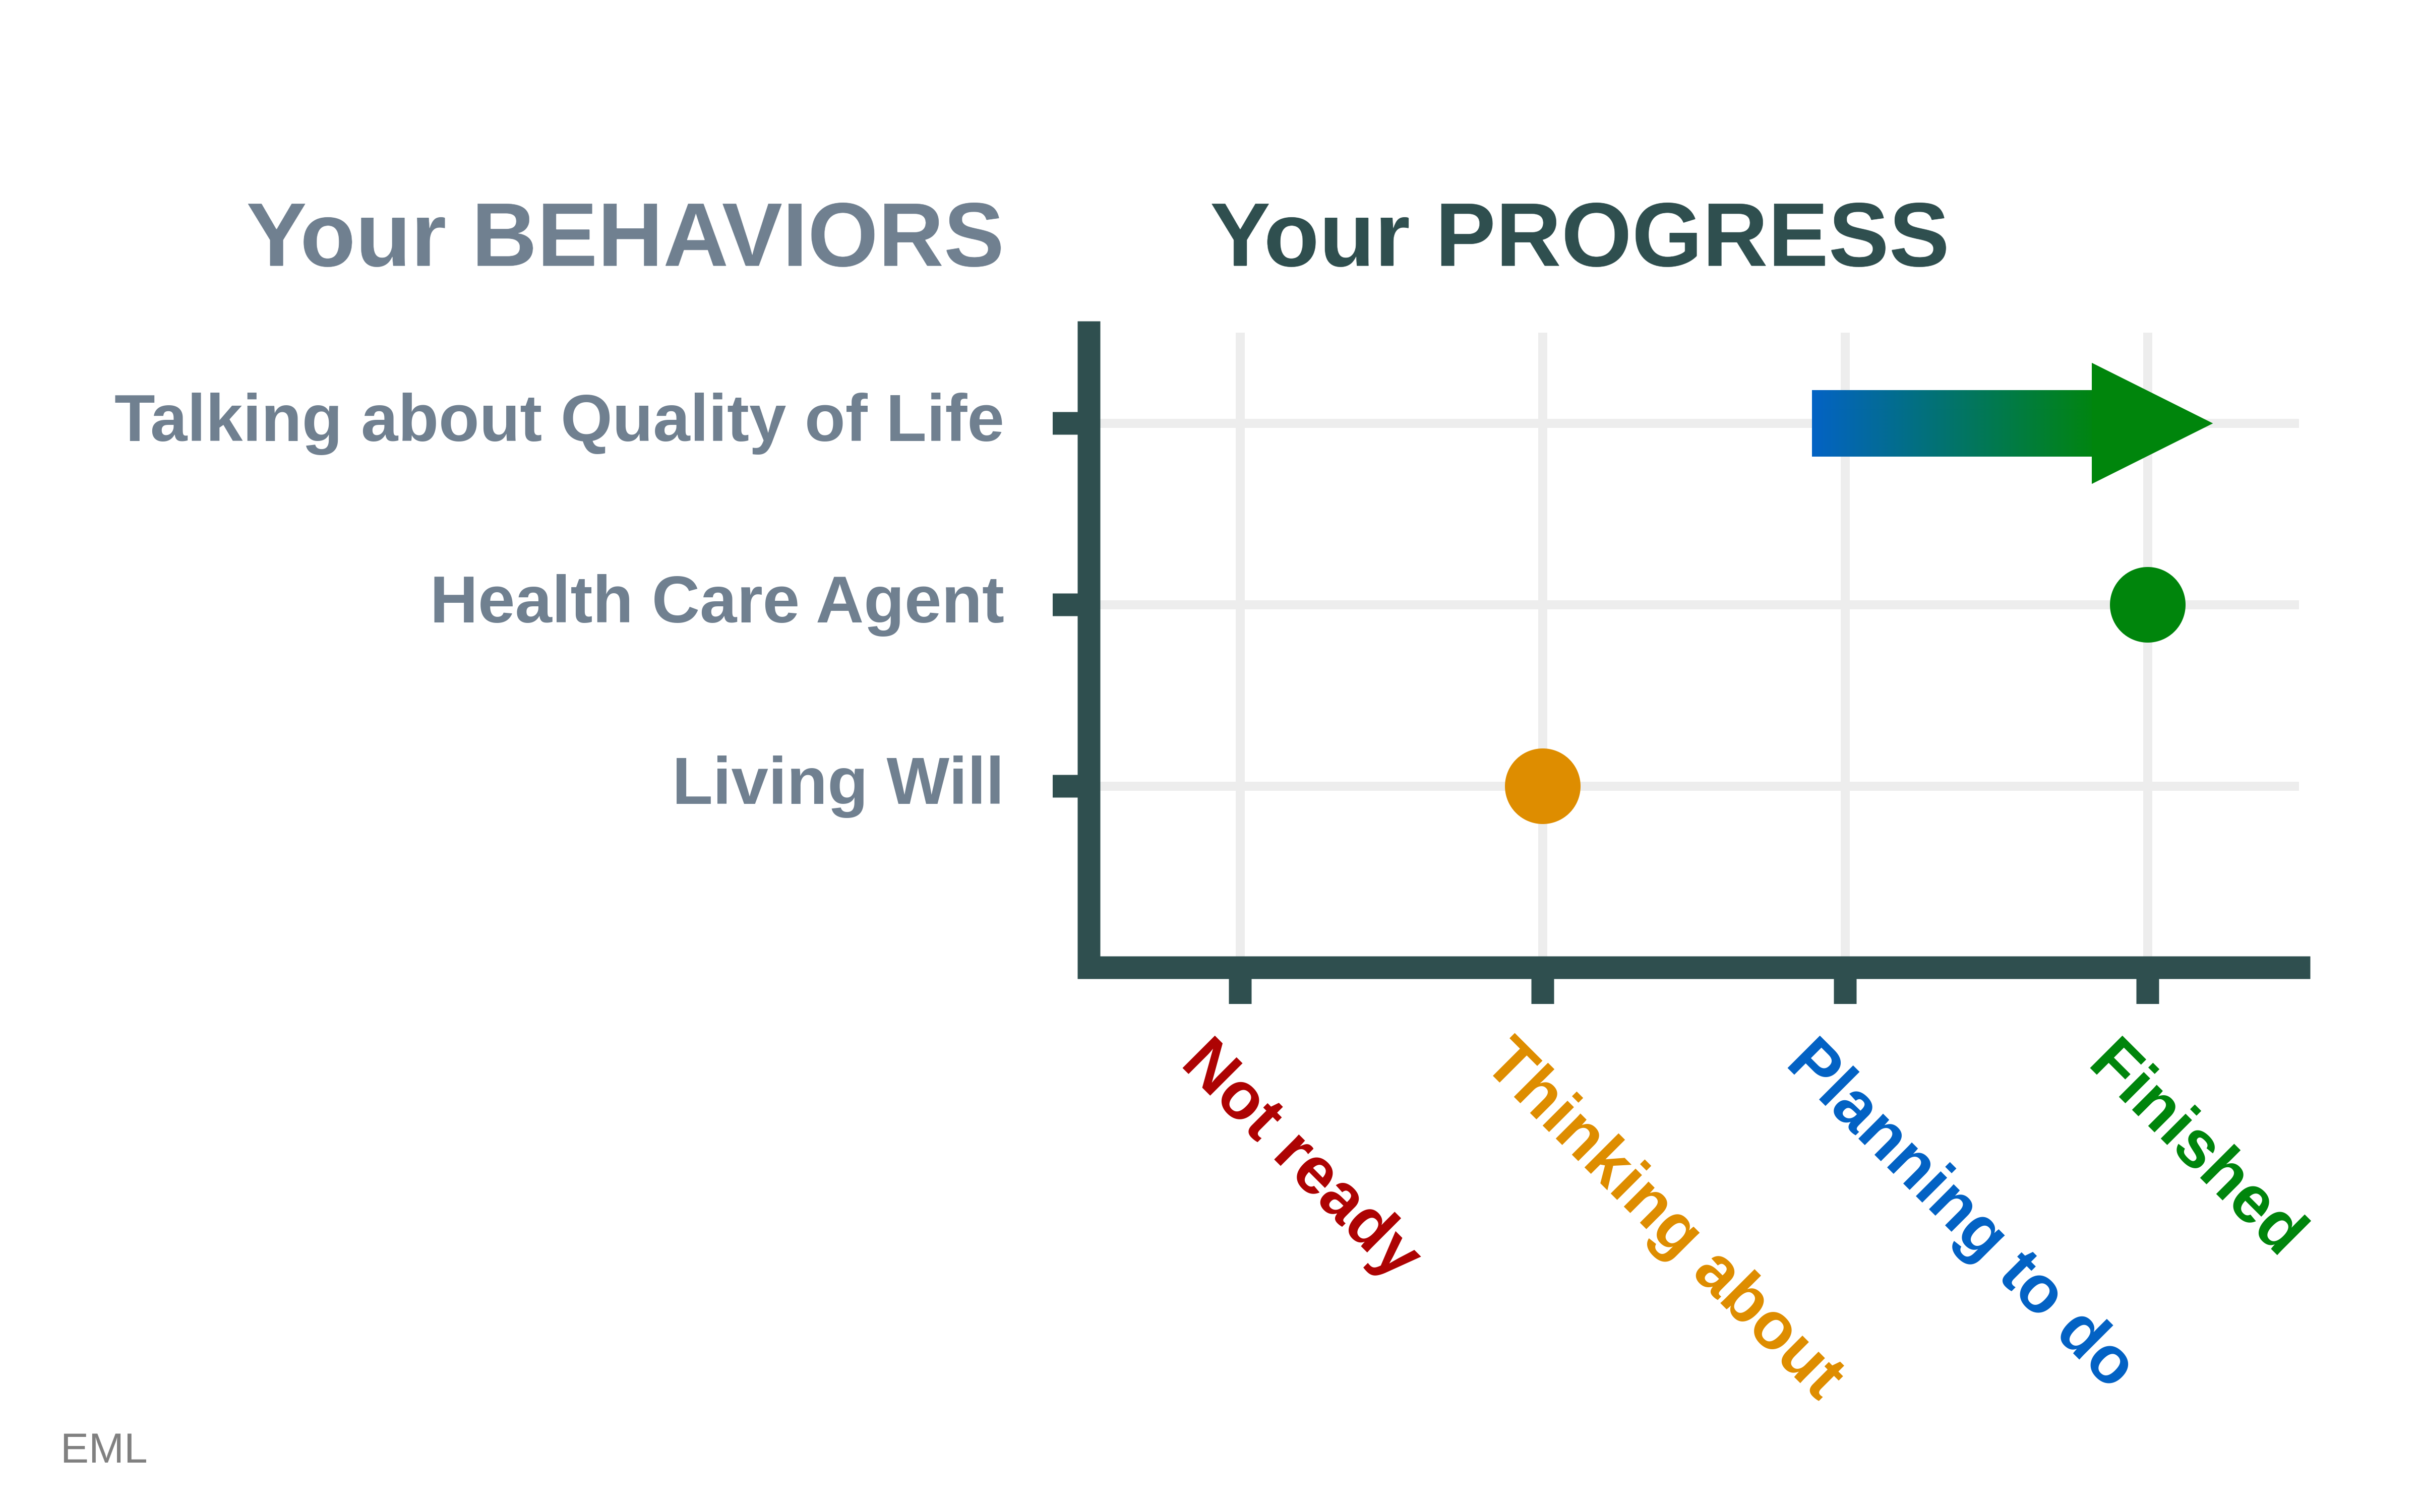 Your BEHAVIORS
Your PROGRESS
Talking about Quality of Life
Health Care Agent
Living Will
Not ready
Thinking about
Planning to do
Finished
EML